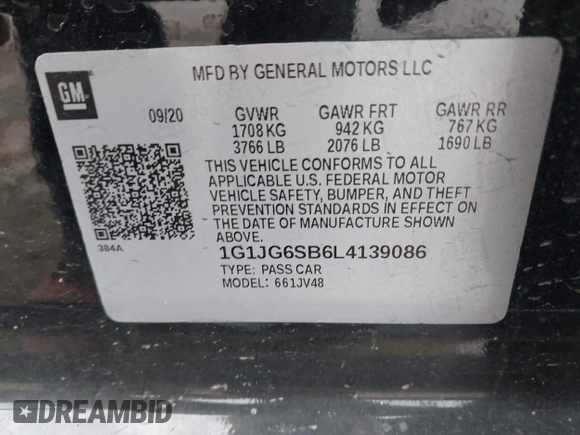 MFD BY GENERAL MOTORS LLC
GM
09/20 GVWR GAWR FRT GAWR RR
1708 KG 942 KG 767 KG
3766 LB 2076 LB 1690 LB
THIS VEHICLE CONFORMS TO ALL
APPLICABLE U.S. FEDERAL MOTOR
VEHICLE SAFETY, BUMPER, AND THEFT
PREVENTION STANDARDS IN EFFECT ON
THE DATE OF MANUFACTURE SHOWN
ABOVE.
384A
1G1JG6SB6L4139086
TYPE: PASS CAR
MODEL: 661JV48
DREAMBID